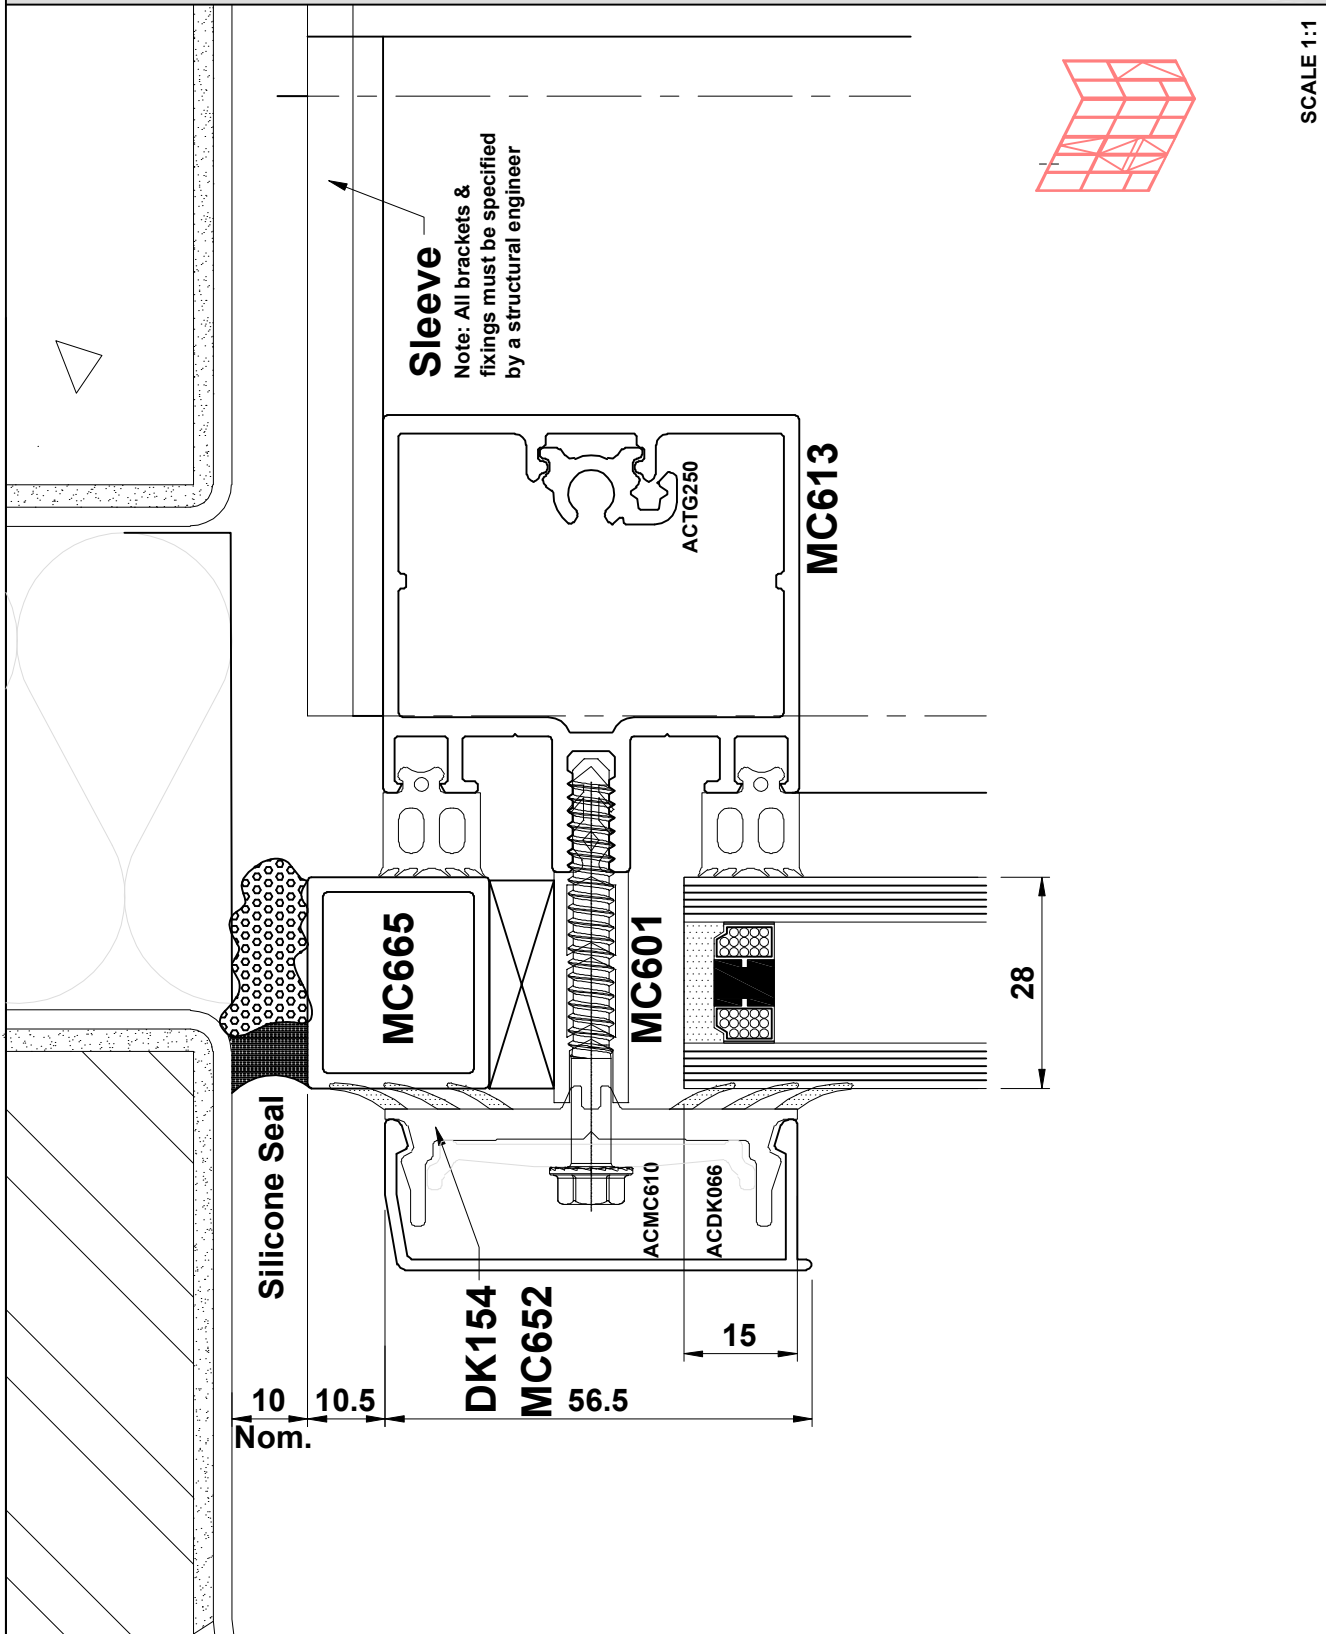 SCALE 1:1
Sleeve
Note: All brackets &
fixings must be specified
by a structural engineer
ACTG250
MC613
MC665
MC601
28
Silicone Seal
ACMC610
ACDK066
DK154
MC652
15
10
Nom.
10.5
56.5